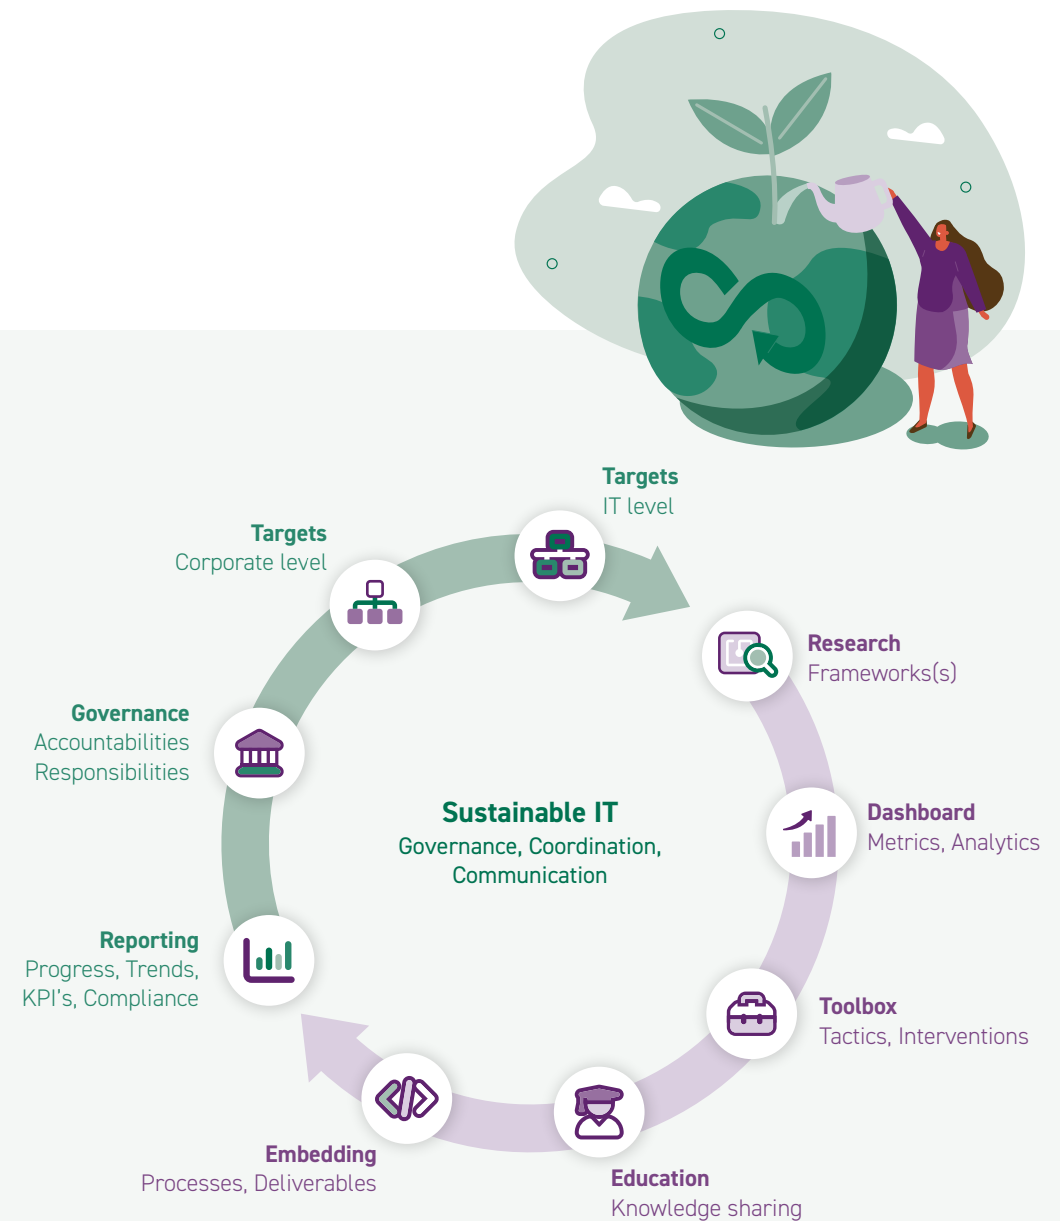 Targets
IT level
Targets
Corporate level
Research
Frameworks(s)
Governance
Accountabilities
Responsibilities
Sustainable IT
Governance, Coordination,
Communication
Dashboard
Metrics, Analytics
Reporting
Progress, Trends,
KPI's, Compliance
Toolbox
Tactics, Interventions
Embedding
Processes, Deliverables
Education
Knowledge sharing